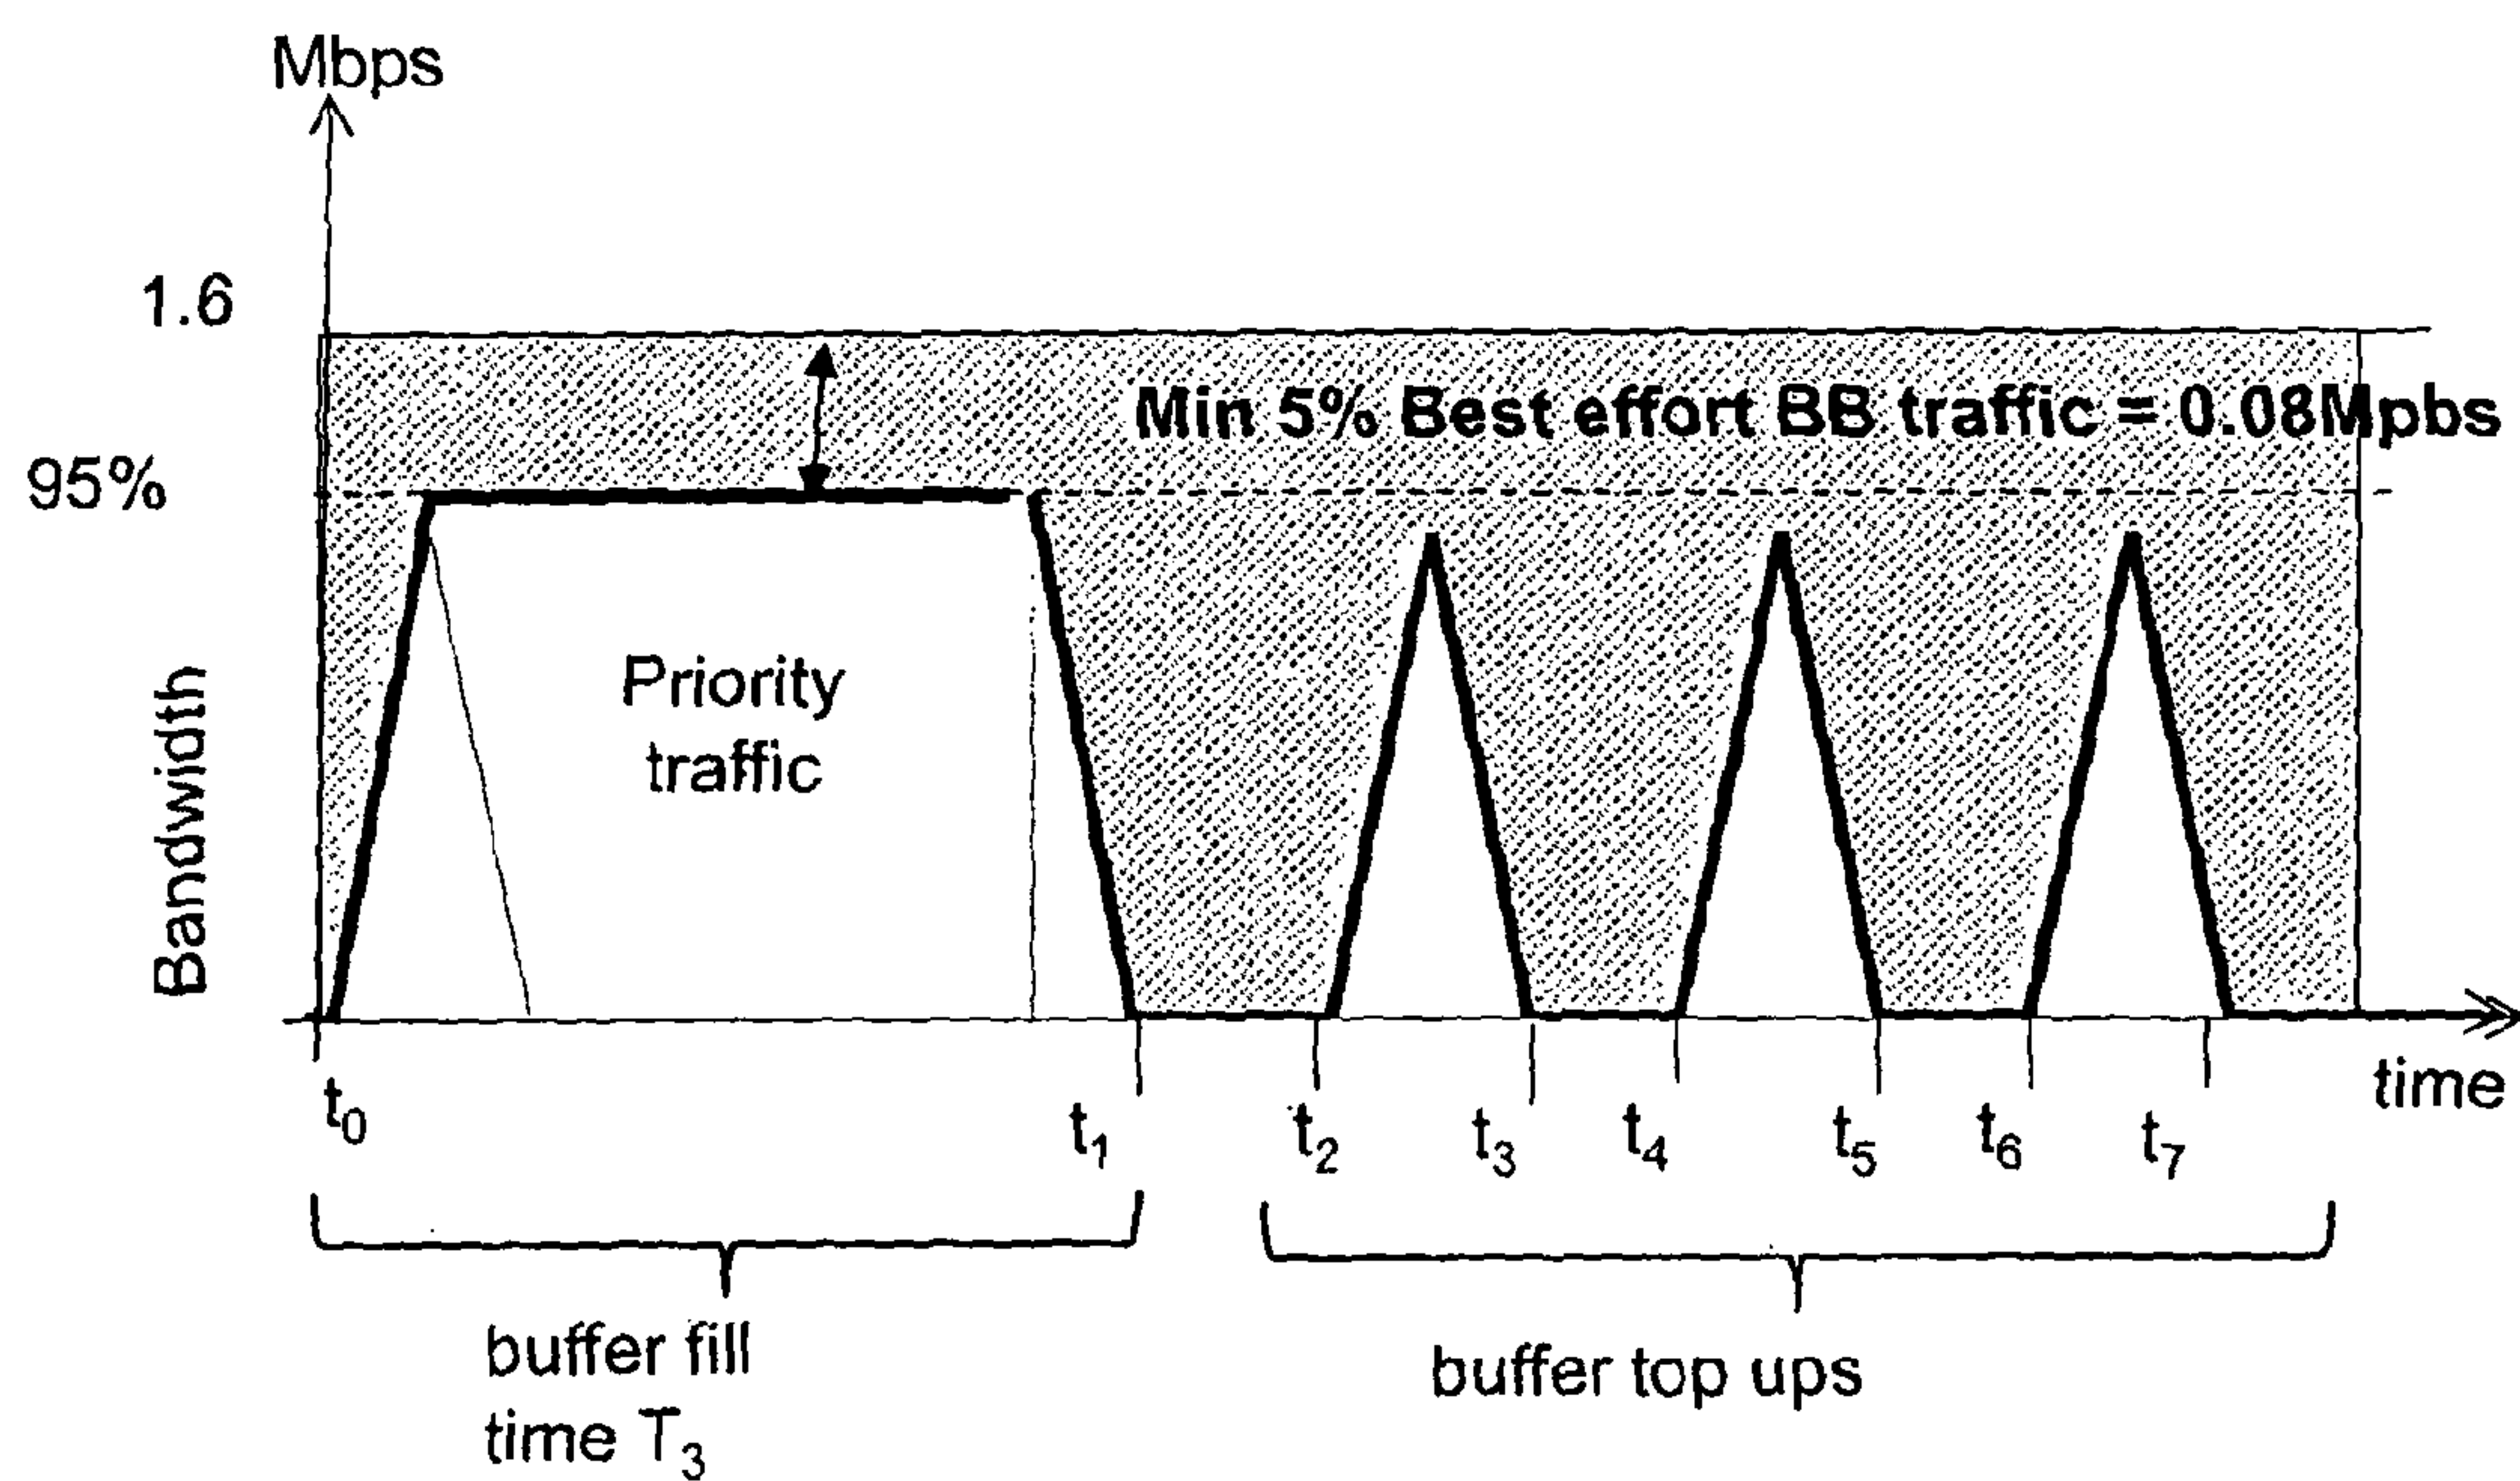 Mbps
1.6
Min 5% Best effort BB traffic = 0.08Mpbs
95%
Priority
traffic
Bandwidth
time
t0
t1
t2
t3
t4
t5
t6
t7
buffer fill
time T3
buffer top ups